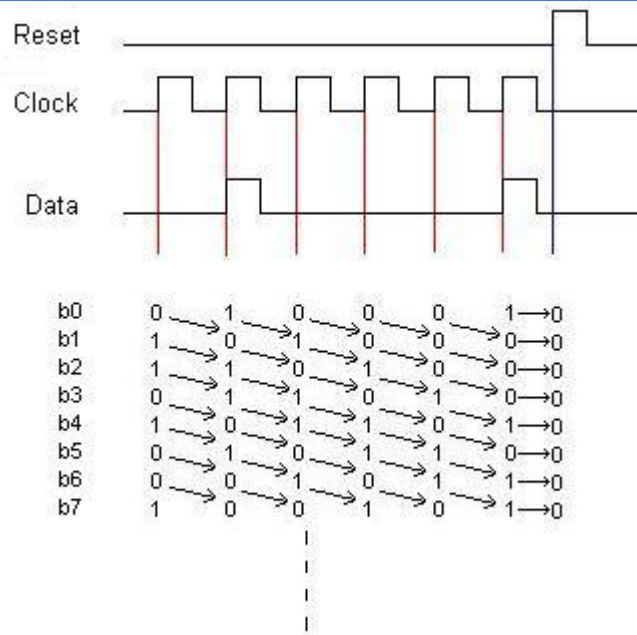 Reset
Clock
Data
b0 0 1 0 0 0 1 0
b1 1 0 1 0 0 0 0
b2 1 1 0 1 0 0 0
b3 0 1 1 0 1 0 0
b4 1 0 1 1 0 1 0
b5 0 1 0 1 1 0 0
b6 0 0 1 0 1 1 0
b7 1 0 0 1 0 1 0